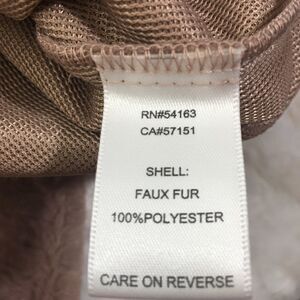 RN#54163
CA#57151
SHELL:
FAUX FUR
100%POLYESTER
CARE ON REVERSE